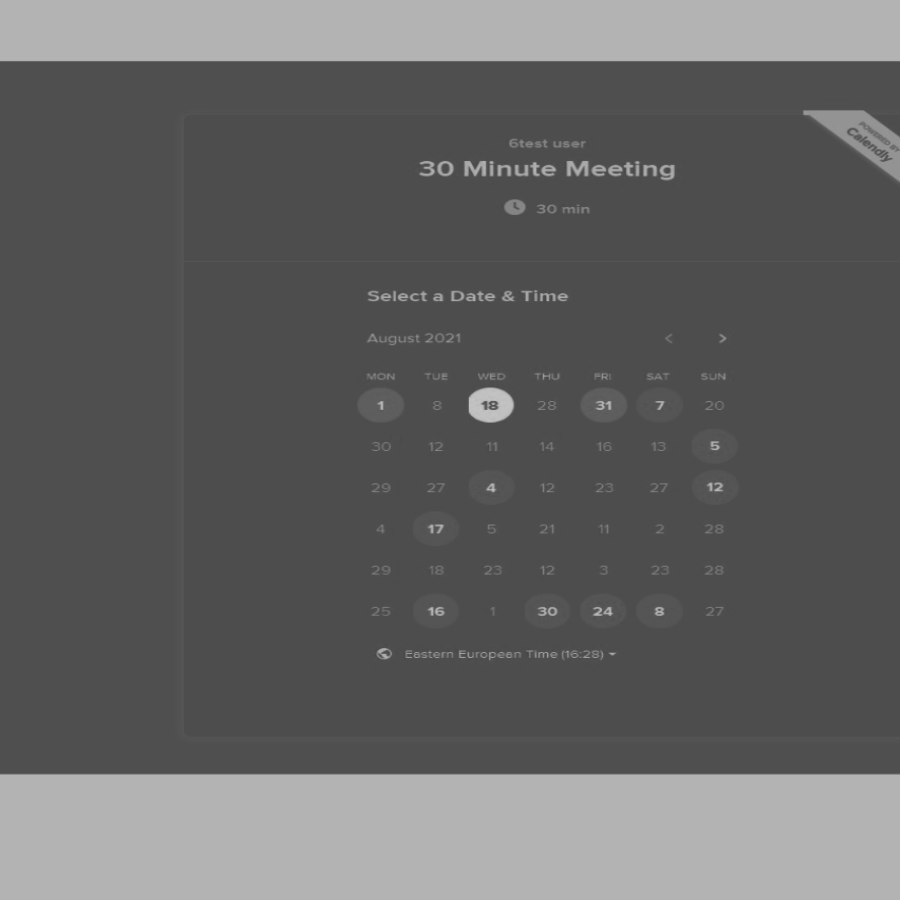 6test user
POWERED BY
Calendly
30 Minute Meeting
30 min
Select a Date & Time
August 2021
MON TUE WED THU FRI SAT SUN
1 8 18 28 31 7 20
30 12 11 14 16 13 5
29 27 4 12 23 27 12
4 17 5 21 11 2 28
29 18 23 12 3 23 28
25 16 1 30 24 8 27
Eestern Europeen Time (16:28)